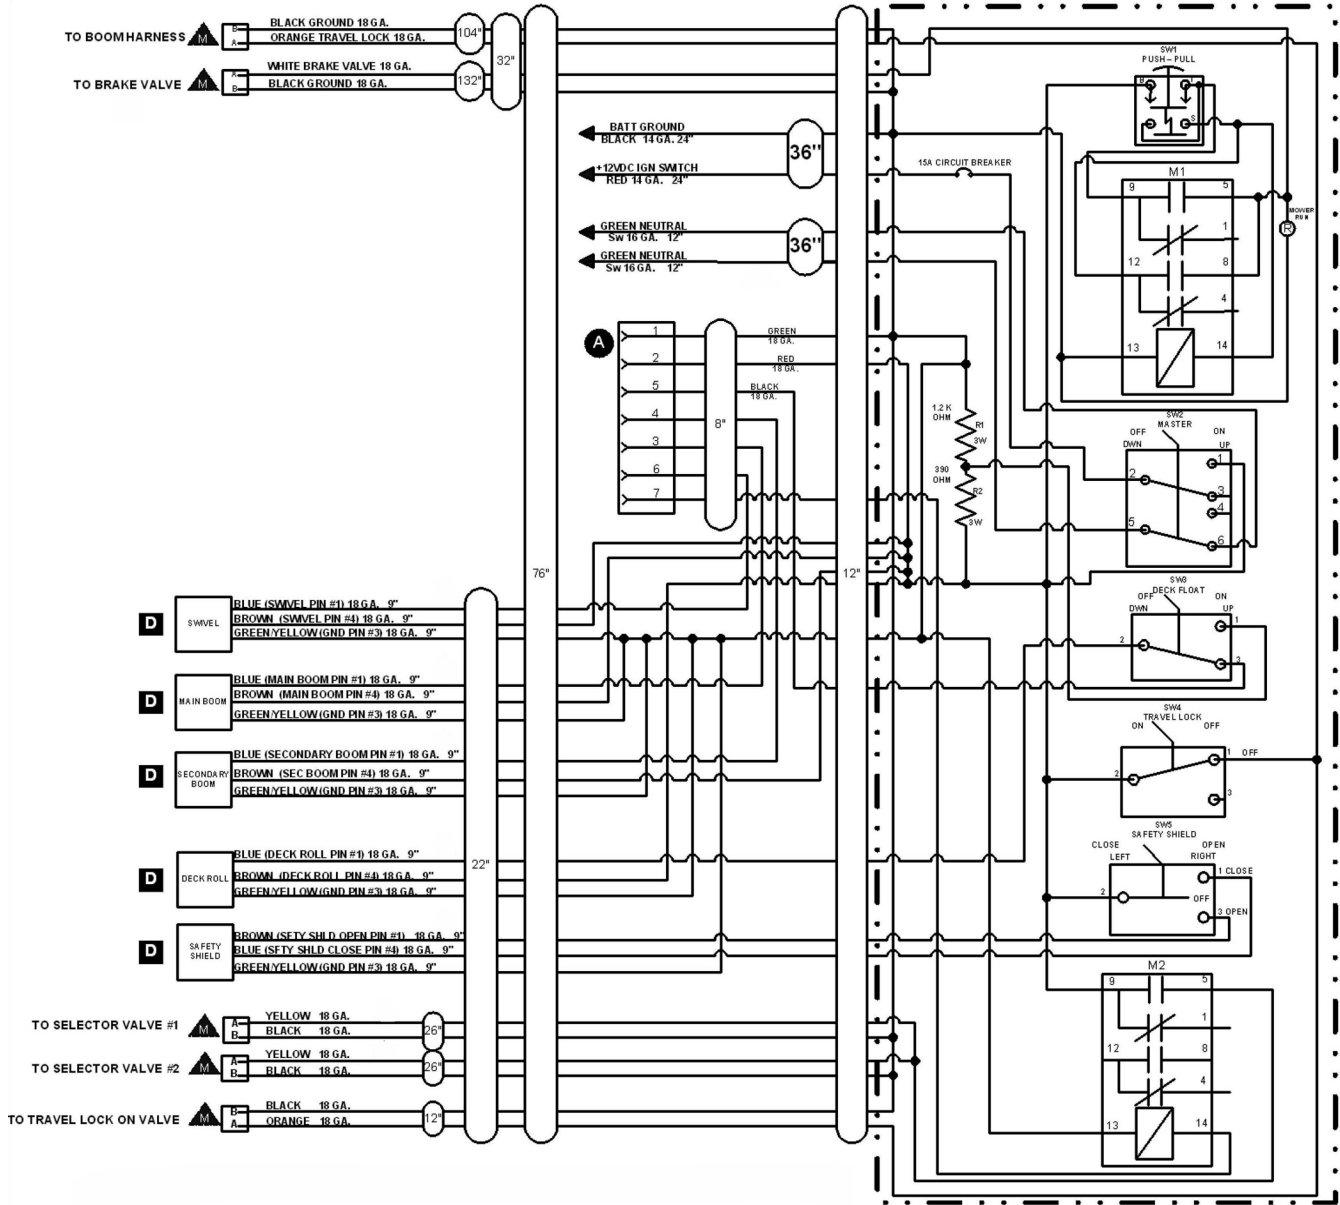 TO BOOM HARNESS
M
B
A
BLACK GROUND 18 GA.
ORANGE TRAVEL LOCK 18 GA.
104"
32"
TO BRAKE VALVE
M
A
B
WHITE BRAKE VALVE 18 GA.
BLACK GROUND 18 GA.
132"
BATT GROUND
BLACK 14 GA. 24"
+12VDC IGN SWITCH
RED 14 GA. 24"
36"
15A CIRCUIT BREAKER
GREEN NEUTRAL
Sw 16 GA. 12"
GREEN NEUTRAL
Sw 16 GA. 12"
36"
SW1
PUSH-PULL
B
1
S
M1
9
5
1
12
8
4
13
14
MOWER
RUN
R
A
1
2
5
4
3
6
7
8"
GREEN
18 GA.
RED
18 GA.
BLACK
18 GA.
1.2 K
OHM
R1
3W
390
OHM
R2
3W
SW2
MASTER
OFF
ON
DWN
UP
1
2
3
4
5
6
76"
12"
D
SWIVEL
BLUE (SWIVEL PIN #1) 18 GA. 9"
BROWN (SWIVEL PIN #4) 18 GA. 9"
GREEN/YELLOW (GND PIN #3) 18 GA. 9"
SW3
DECK FLOAT
OFF
ON
DWN
UP
1
2
3
D
MAIN BOOM
BLUE (MAIN BOOM PIN #1) 18 GA. 9"
BROWN (MAIN BOOM PIN #4) 18 GA. 9"
GREEN/YELLOW (GND PIN #3) 18 GA. 9"
SW4
TRAVEL LOCK
ON
OFF
1
OFF
2
3
D
SECONDARY
BOOM
BLUE (SECONDARY BOOM PIN #1) 18 GA. 9"
BROWN (SEC BOOM PIN #4) 18 GA. 9"
GREEN/YELLOW (GND PIN #3) 18 GA. 9"
SW5
SAFETY SHIELD
CLOSE
LEFT
OPEN
RIGHT
1 CLOSE
2
OFF
3 OPEN
D
DECK ROLL
BLUE (DECK ROLL PIN #1) 18 GA. 9"
BROWN (DECK ROLL PIN #4) 18 GA. 9"
GREEN/YELLOW (GND PIN #3) 18 GA. 9"
22"
D
SAFETY
SHIELD
BROWN (SFTY SHLD OPEN PIN #1) 18 GA. 9"
BLUE (SFTY SHLD CLOSE PIN #4) 18 GA. 9"
GREEN/YELLOW (GND PIN #3) 18 GA. 9"
M2
9
5
1
12
8
4
13
14
TO SELECTOR VALVE #1
M
A
B
YELLOW 18 GA.
BLACK 18 GA.
26"
TO SELECTOR VALVE #2
M
A
B
YELLOW 18 GA.
BLACK 18 GA.
26"
TO TRAVEL LOCK ON VALVE
M
B
A
BLACK 18 GA.
ORANGE 18 GA.
12"